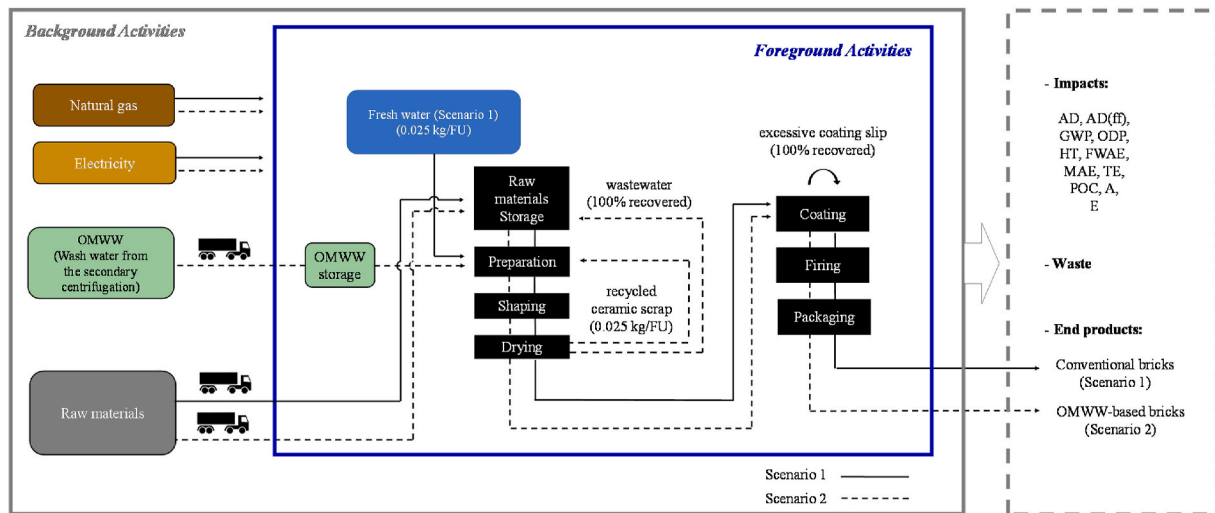 Background Activities
Foreground Activities
Natural gas
Electricity
OMWW
(Wash water from
the secondary
centrifugation)
Raw materials
Fresh water (Scenario 1)
(0.025 kg/FU)
OMWW
storage
Raw
materials
Storage
Preparation
Shaping
Drying
wastewater
(100% recovered)
recycled
ceramic scrap
(0.025 kg/FU)
excessive coating slip
(100% recovered)
Coating
Firing
Packaging
Scenario 1
Scenario 2
- Impacts:
AD, AD(ff),
GWP, ODP,
HT, FWAE,
MAE, TE,
POC, A,
E
- Waste
- End products:
Conventional bricks
(Scenario 1)
OMWW-based bricks
(Scenario 2)